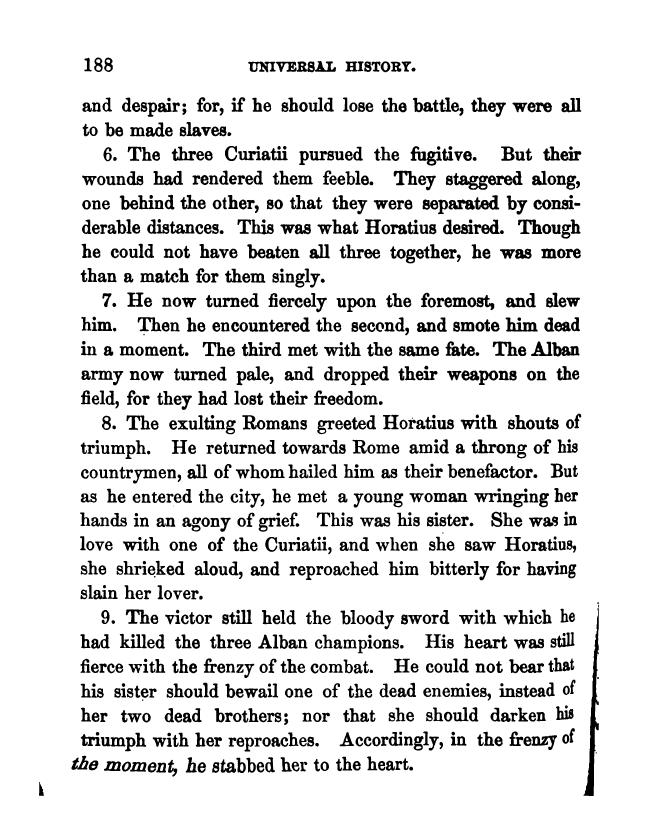 188 UNIVERSAL HISTORY.
and despair; for, if he should lose the battle, they were all
to be made slaves.
6. The three Curiatii pursued the fugitive. But their
wounds had rendered them feeble. They staggered along,
one behind the other, so that they were separated by consi-
derable distances. This was what Horatius desired. Though
he could not have beaten all three together, he was more
than a match for them singly.
7. He now turned fiercely upon the foremost, and slew
him. Then he encountered the second, and smote him dead
in a moment. The third met with the same fate. The Alban
army now turned pale, and dropped their weapons on the
field, for they had lost their freedom.
8. The exulting Romans greeted Horatius with shouts of
triumph. He returned towards Rome amid a throng of his
countrymen, all of whom hailed him as their benefactor. But
as he entered the city, he met a young woman wringing her
hands in an agony of grief. This was his sister. She was in
love with one of the Curiatii, and when she saw Horatius,
she shrieked aloud, and reproached him bitterly for having
slain her lover.
9. The victor still held the bloody sword with which he
had killed the three Alban champions. His heart was still
fierce with the frenzy of the combat. He could not bear that
his sister should bewail one of the dead enemies, instead of
her two dead brothers; nor that she should darken his
triumph with her reproaches. Accordingly, in the frenzy of
the moment, he stabbed her to the heart.